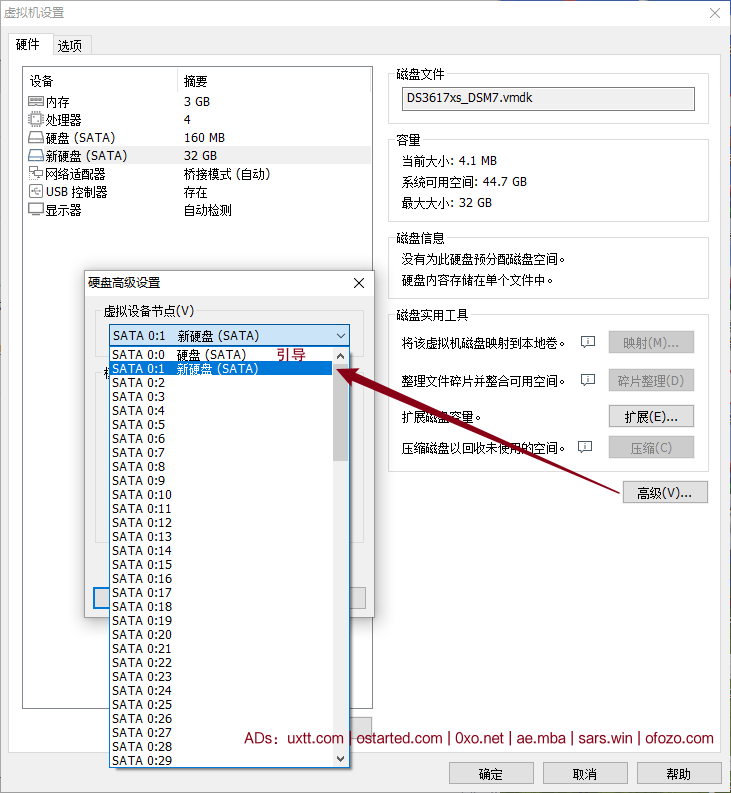 虚拟机设置
硬件 选项
设备 摘要
内存 3 GB
处理器 4
硬盘 (SATA) 160 MB
新硬盘 (SATA) 32 GB
网络适配器 桥接模式 (自动)
USB 控制器 存在
显示器 自动检测
磁盘文件
DS3617xs_DSM7.vmdk
容量
当前大小: 4.1 MB
系统可用空间: 44.7 GB
最大大小: 32 GB
磁盘信息
没有为此硬盘预分配磁盘空间。
硬盘内容存储在单个文件中。
磁盘实用工具
将该虚拟机磁盘映射到本地卷。 映射(M)...
整理文件碎片并整合可用空间。 碎片整理(D)
扩展磁盘容量。 扩展(E)...
压缩磁盘以回收未使用的空间。 压缩(C)
高级(V)...
硬盘高级设置
虚拟设备节点(V)
SATA 0:1 新硬盘 (SATA)
SATA 0:0 硬盘 (SATA) 引导
SATA 0:1 新硬盘 (SATA)
SATA 0:2
SATA 0:3
SATA 0:4
SATA 0:5
SATA 0:6
SATA 0:7
SATA 0:8
SATA 0:9
SATA 0:10
SATA 0:11
SATA 0:12
SATA 0:13
SATA 0:14
SATA 0:15
SATA 0:16
SATA 0:17
SATA 0:18
SATA 0:19
SATA 0:20
SATA 0:21
SATA 0:22
SATA 0:23
SATA 0:24
SATA 0:25
SATA 0:26
SATA 0:27
SATA 0:28
SATA 0:29
ADs: uxtt.com | ostarted.com | 0xo.net | ae.mba | sars.win | ofozo.com
确定 取消 帮助